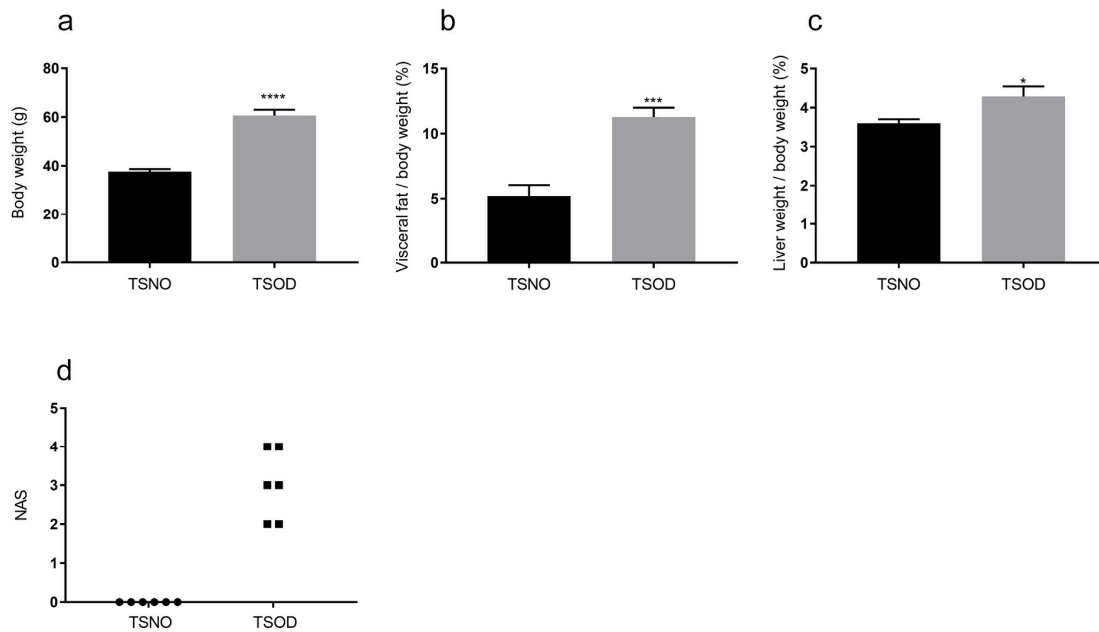 a
Body weight (g)
80
60
40
20
0
****
TSNO
TSOD
b
Visceral fat / body weight (%)
15
10
5
0
***
TSNO
TSOD
c
Liver weight / body weight (%)
5
4
3
2
1
0
*
TSNO
TSOD
d
NAS
5
4
3
2
1
0
TSNO
TSOD